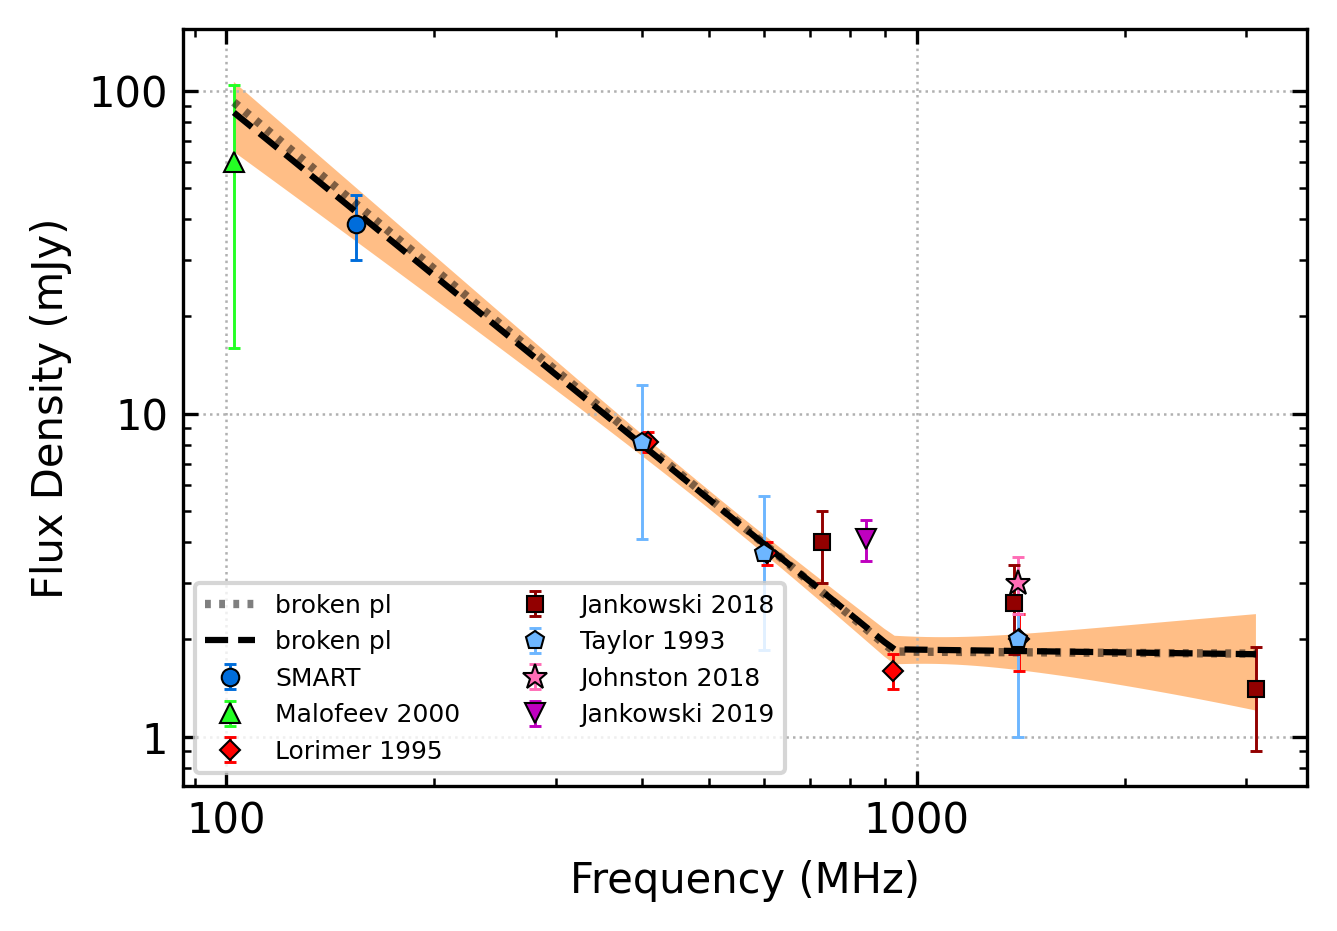 100
10
1
Flux Density (mJy)
broken pl
broken pl
SMART
Malofeev 2000
Lorimer 1995
Jankowski 2018
Taylor 1993
Johnston 2018
Jankowski 2019
100
1000
Frequency (MHz)